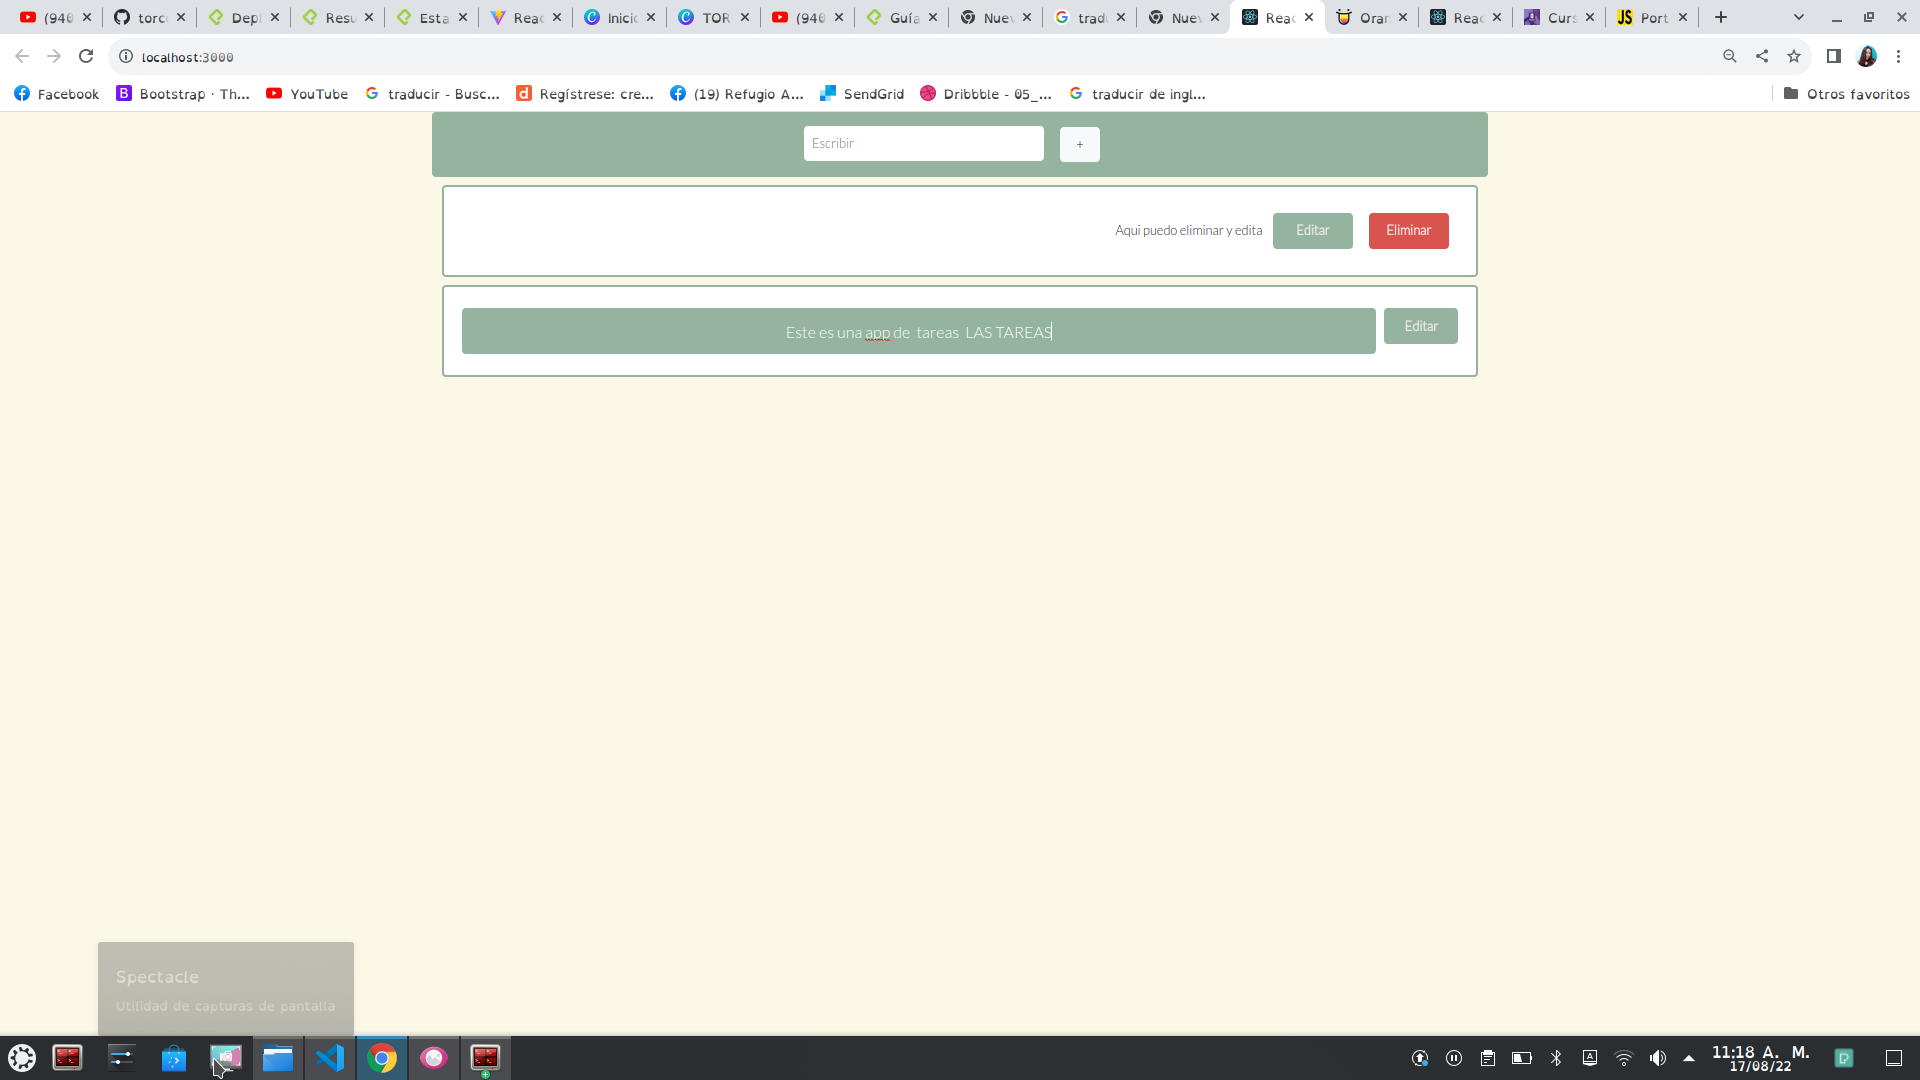 (940
torc
Dep
Resu
Esta
Reac
Inicio
TOR
(940
Guía
Nuev
tradu
Nuev
Reac
Oran
Reac
Curs
Port
localhost:3000
Facebook
Bootstrap · Th...
YouTube
traducir - Busc...
Regístrese: cre...
(19) Refugio A...
SendGrid
Dribbble - 05_...
traducir de ingl...
Otros favoritos
Escribir
+
Aqui puedo eliminar y edita
Editar
Eliminar
Este es una app de tareas LAS TAREAS
Editar
Spectacle
Utilidad de capturas de pantalla
11:18 A. M.
17/08/22